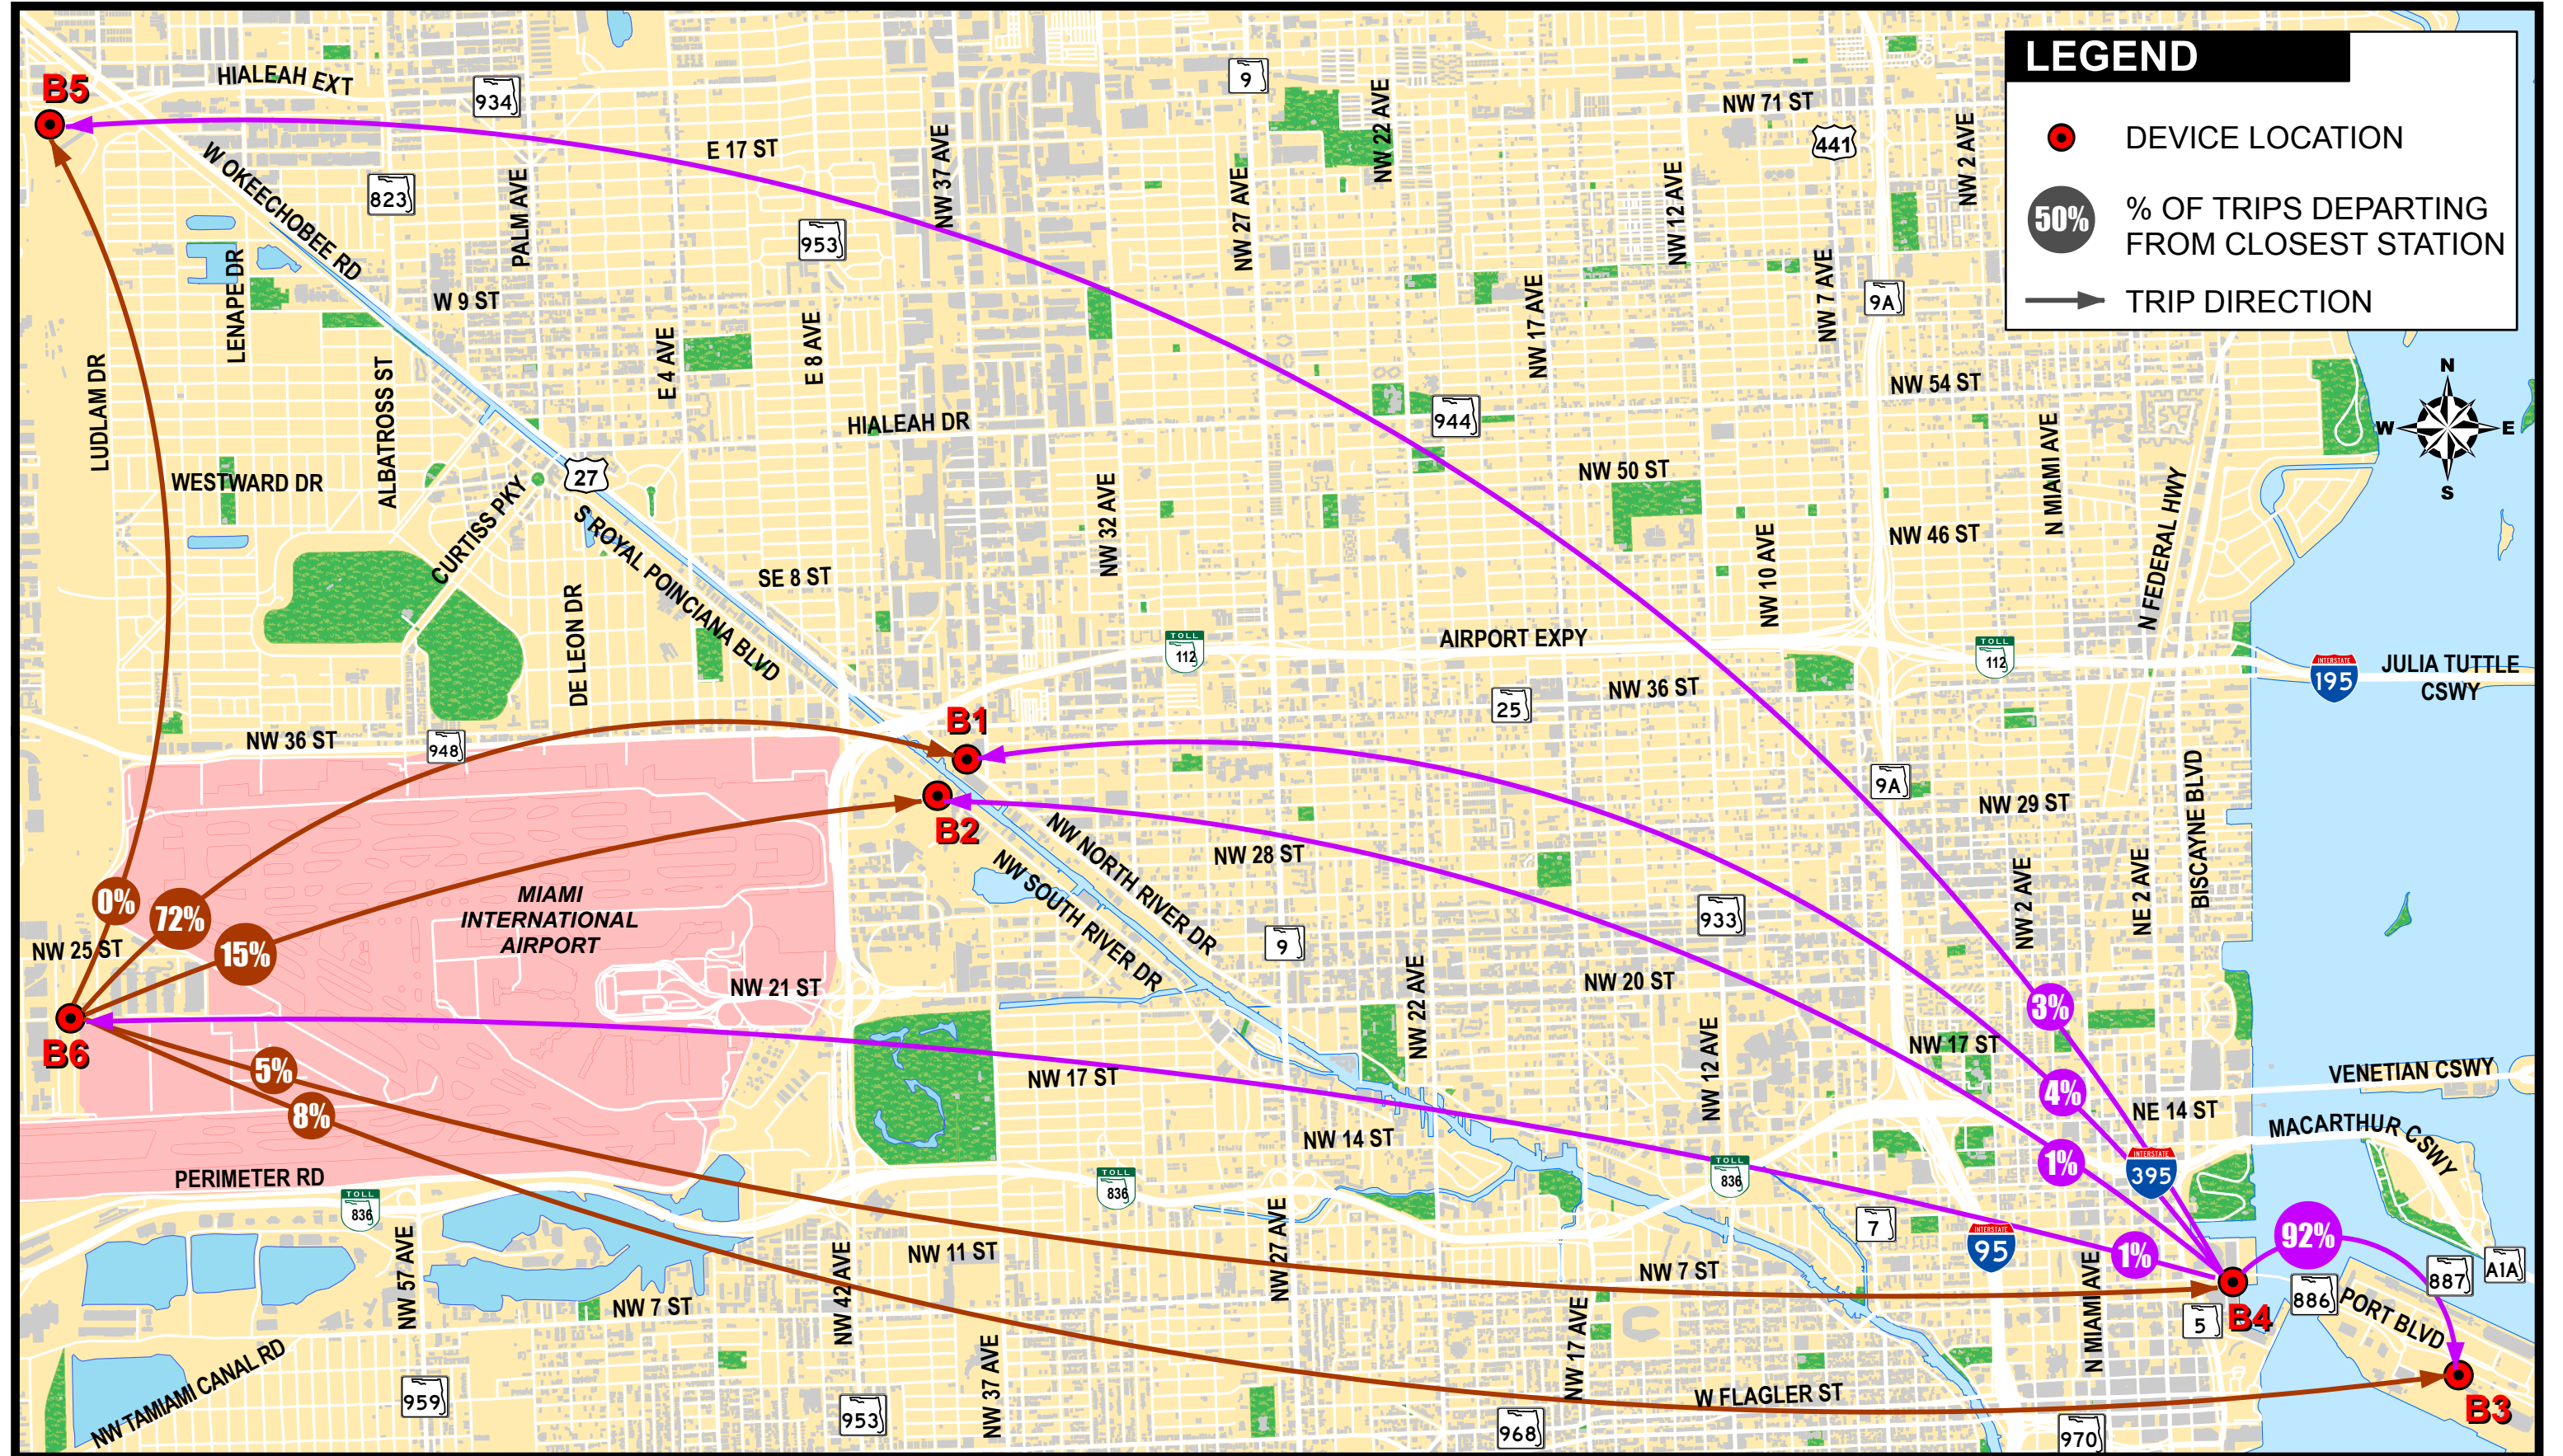 LEGEND
DEVICE LOCATION
50%
% OF TRIPS DEPARTING
FROM CLOSEST STATION
TRIP DIRECTION
B5
HIALEAH EXT
934
9
NW 22 AVE
NW 71 ST
441
NW 2 AVE
W OKEECHOBEE RD
E 17 ST
NW 37 AVE
823
PALM AVE
953
NW 27 AVE
NW 12 AVE
LENAPE DR
W 9 ST
E 4 AVE
E 8 AVE
NW 17 AVE
NW 7 AVE
9A
LUDLAM DR
ALBATROSS ST
HIALEAH DR
944
NW 54 ST
N
W
E
S
N MIAMI AVE
WESTWARD DR
27
CURTISS PKY
S ROYAL POINCIANA BLVD
NW 32 AVE
NW 50 ST
NW 46 ST
N FEDERAL HWY
SE 8 ST
DE LEON DR
NW 10 AVE
TOLL
112
AIRPORT EXPY
TOLL
112
INTERSTATE
195
JULIA TUTTLE
CSWY
NW 36 ST
25
NW 36 ST
948
B1
B2
9A
NW 29 ST
BISCAYNE BLVD
NW NORTH RIVER DR
NW SOUTH RIVER DR
NW 28 ST
0%
72%
15%
MIAMI
INTERNATIONAL
AIRPORT
NW 25 ST
933
NW 2 AVE
NE 2 AVE
9
NW 21 ST
NW 22 AVE
NW 20 ST
3%
B6
5%
8%
NW 17 ST
NW 12 AVE
NW 17 ST
4%
VENETIAN CSWY
NE 14 ST
MACARTHUR CSWY
NW 14 ST
1%
INTERSTATE
395
PERIMETER RD
TOLL
836
TOLL
836
TOLL
836
NW 57 AVE
NW 42 AVE
NW 11 ST
NW 27 AVE
7
INTERSTATE
95
1%
92%
NW 7 ST
NW 7 ST
N MIAMI AVE
B4
5
886
887
A1A
PORT BLVD
NW TAMIAMI CANAL RD
959
953
NW 37 AVE
NW 17 AVE
W FLAGLER ST
968
970
B3